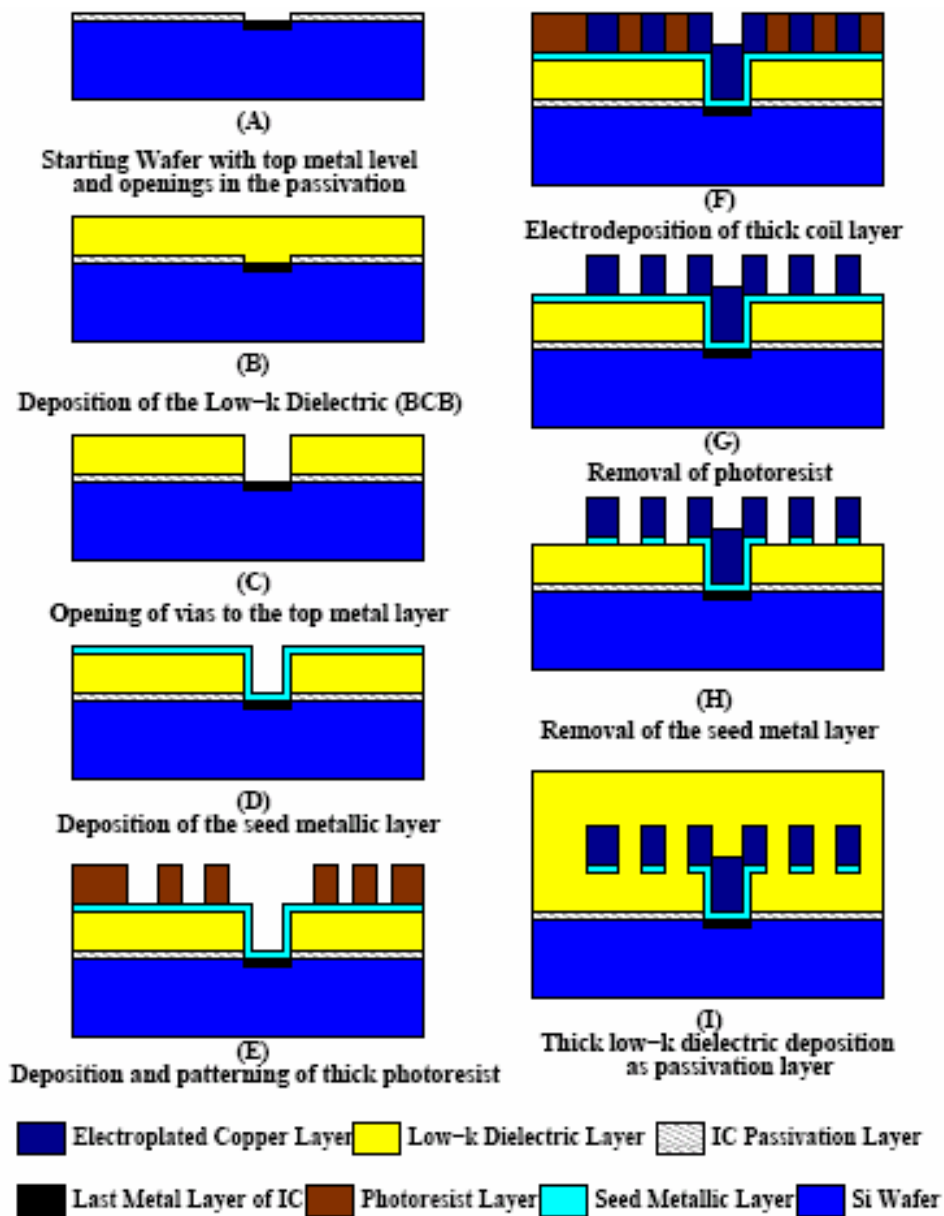 (A)
Starting Wafer with top metal level
and openings in the passivation
(B)
Deposition of the Low−k Dielectric (BCB)
(C)
Opening of vias to the top metal layer
(D)
Deposition of the seed metallic layer
(E)
Deposition and patterning of thick photoresist
(F)
Electrodeposition of thick coil layer
(G)
Removal of photoresist
(H)
Removal of the seed metal layer
(I)
Thick low−k dielectric deposition
as passivation layer
Electroplated Copper Layer
Low−k Dielectric Layer
IC Passivation Layer
Last Metal Layer of IC
Photoresist Layer
Seed Metallic Layer
Si Wafer